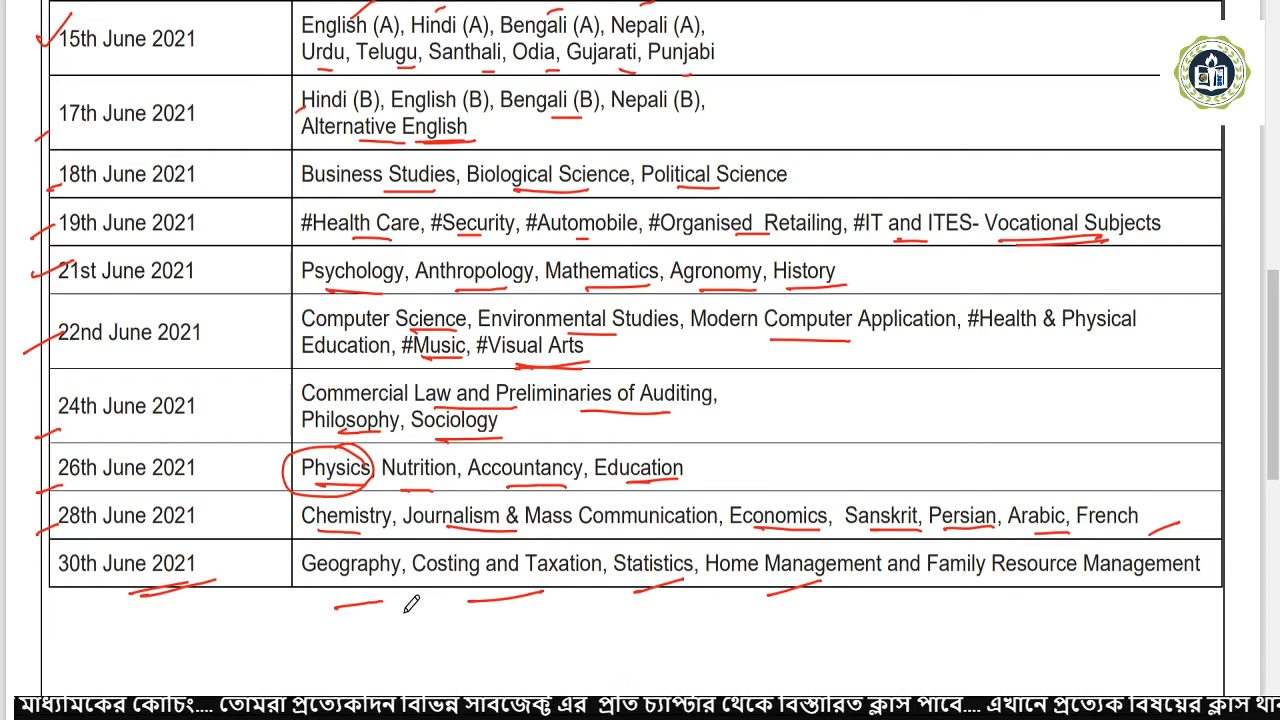 15th June 2021
English (A), Hindi (A), Bengali (A), Nepali (A),
Urdu, Telugu, Santhali, Odia, Gujarati, Punjabi
17th June 2021
Hindi (B), English (B), Bengali (B), Nepali (B),
Alternative English
18th June 2021
Business Studies, Biological Science, Political Science
19th June 2021
#Health Care, #Security, #Automobile, #Organised Retailing, #IT and ITES- Vocational Subjects
21st June 2021
Psychology, Anthropology, Mathematics, Agronomy, History
22nd June 2021
Computer Science, Environmental Studies, Modern Computer Application, #Health & Physical
Education, #Music, #Visual Arts
24th June 2021
Commercial Law and Preliminaries of Auditing,
Philosophy, Sociology
26th June 2021
Physics, Nutrition, Accountancy, Education
28th June 2021
Chemistry, Journalism & Mass Communication, Economics, Sanskrit, Persian, Arabic, French
30th June 2021
Geography, Costing and Taxation, Statistics, Home Management and Family Resource Management
মাধ্যমিকের কোচিং.... তোমরা প্রত্যেকদিন বিভিন্ন সাবজেক্ট এর প্রতি চ্যাপ্টার থেকে বিস্তারিত ক্লাস পাবে.... এখানে প্রত্যেক বিষয়ের ক্লাস